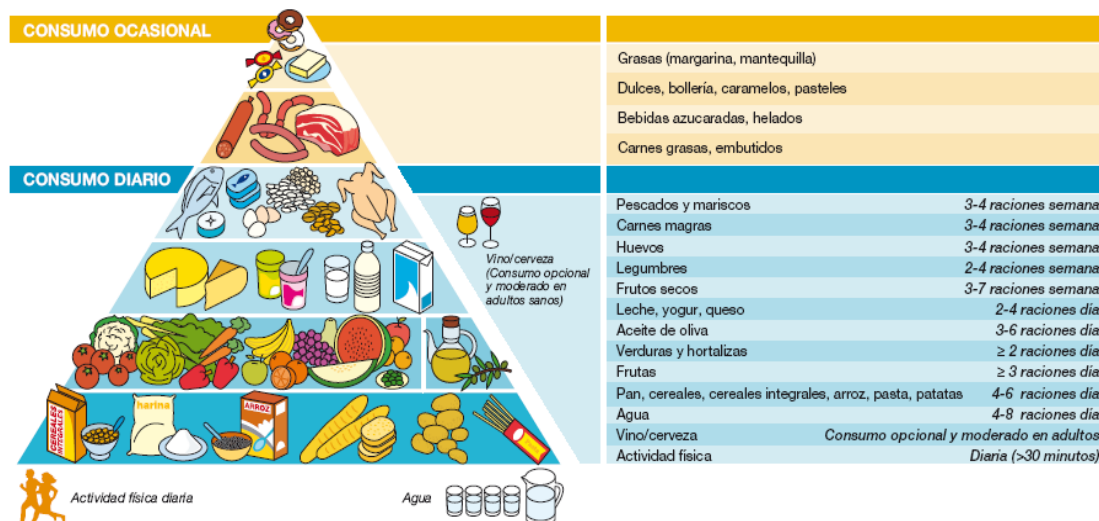 CONSUMO OCASIONAL
Grasas (margarina, mantequilla)
Dulces, bollería, caramelos, pasteles
Bebidas azucaradas, helados
Carnes grasas, embutidos
CONSUMO DIARIO
Vino/cerveza
(Consumo opcional
y moderado en
adultos sanos)
Pescados y mariscos 3-4 raciones semana
Carnes magras 3-4 raciones semana
Huevos 3-4 raciones semana
Legumbres 2-4 raciones semana
Frutos secos 3-7 raciones semana
Leche, yogur, queso 2-4 raciones día
Aceite de oliva 3-6 raciones día
Verduras y hortalizas ≥ 2 raciones día
Frutas ≥ 3 raciones día
Pan, cereales, cereales integrales, arroz, pasta, patatas 4-6 raciones día
Agua 4-8 raciones día
Vino/cerveza Consumo opcional y moderado en adultos
Actividad física Diaria (>30 minutos)
CEREALES
INTEGRALES
harina
ARROZ
Actividad física diaria
Agua